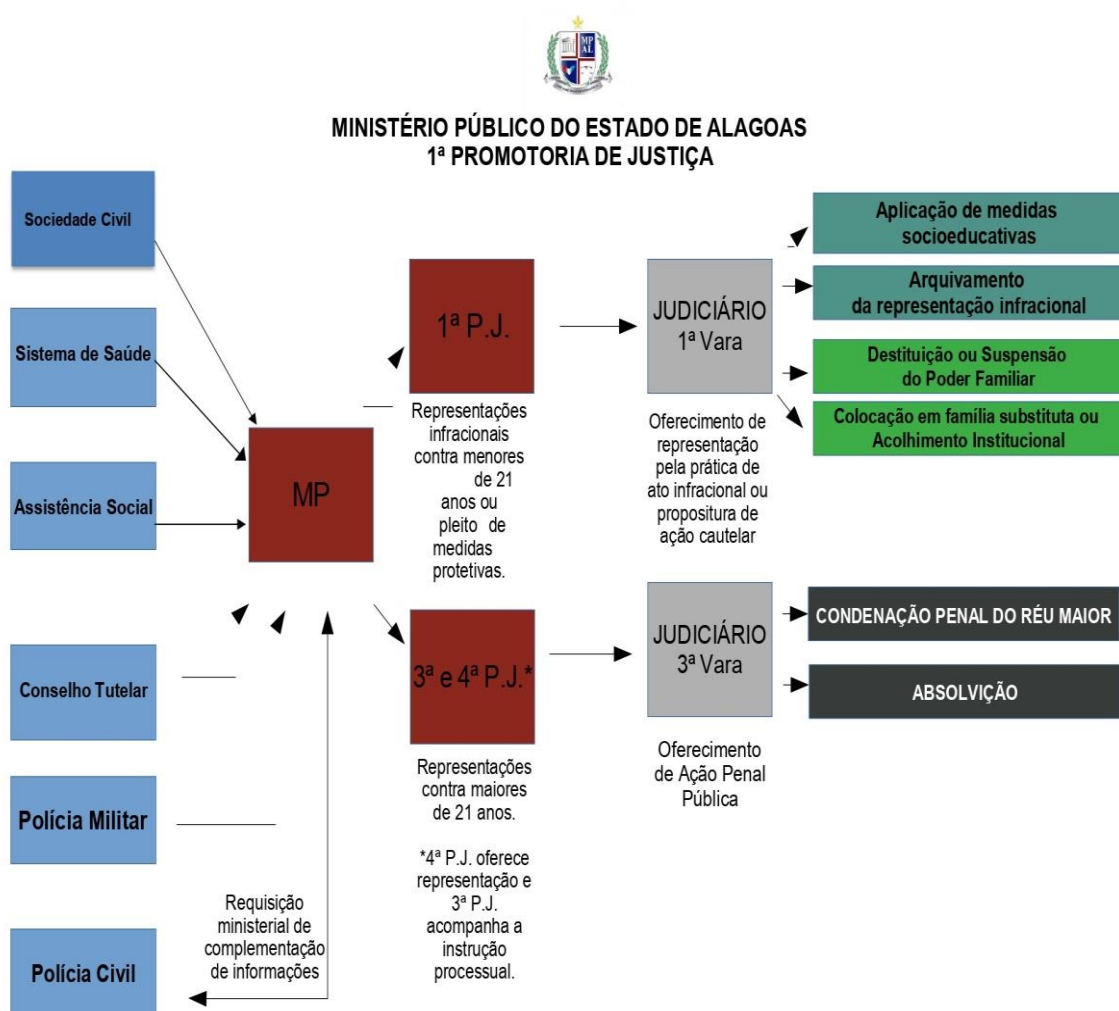 MP
AL
MINISTÉRIO PÚBLICO DO ESTADO DE ALAGOAS
1ª PROMOTORIA DE JUSTIÇA
Sociedade Civil
Sistema de Saúde
Assistência Social
Conselho Tutelar
Polícia Militar
Polícia Civil
Requisição
ministerial de
complementação
de informações
MP
1ª P.J.
Representações
infracionais
contra menores
de 21
anos ou
pleito de
medidas
protetivas.
3ª e 4ª P.J.*
Representações
contra maiores
de 21 anos.
*4ª P.J. oferece
representação e
3ª P.J.
acompanha a
instrução
processual.
JUDICIÁRIO
1ª Vara
Oferecimento de
representação
pela prática de
ato infracional ou
propositura de
ação cautelar
JUDICIÁRIO
3ª Vara
Oferecimento
de Ação Penal
Pública
Aplicação de medidas
socioeducativas
Arquivamento
da representação infracional
Destituição ou Suspensão
do Poder Familiar
Colocação em família substituta ou
Acolhimento Institucional
CONDENAÇÃO PENAL DO RÉU MAIOR
ABSOLVIÇÃO